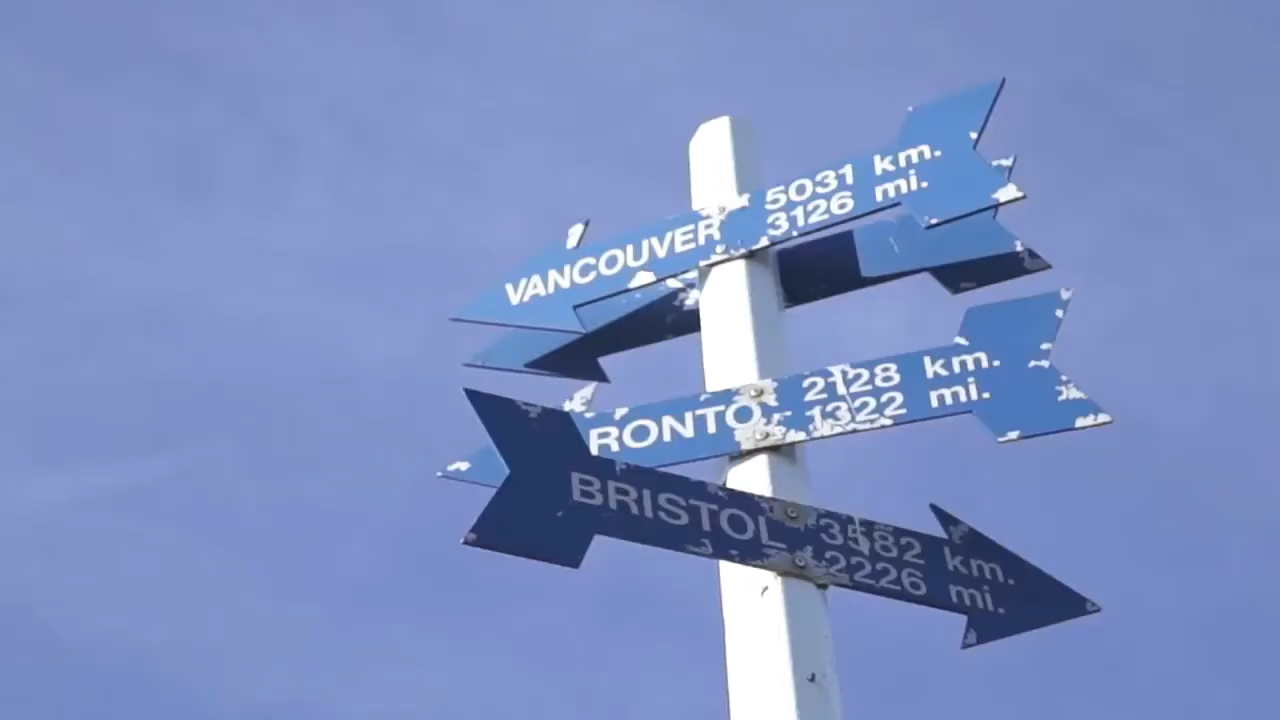 VANCOUVER 5031 km.
3126 mi.
RONTO 2128 km.
1322 mi.
BRISTOL 3582 km.
2226 mi.